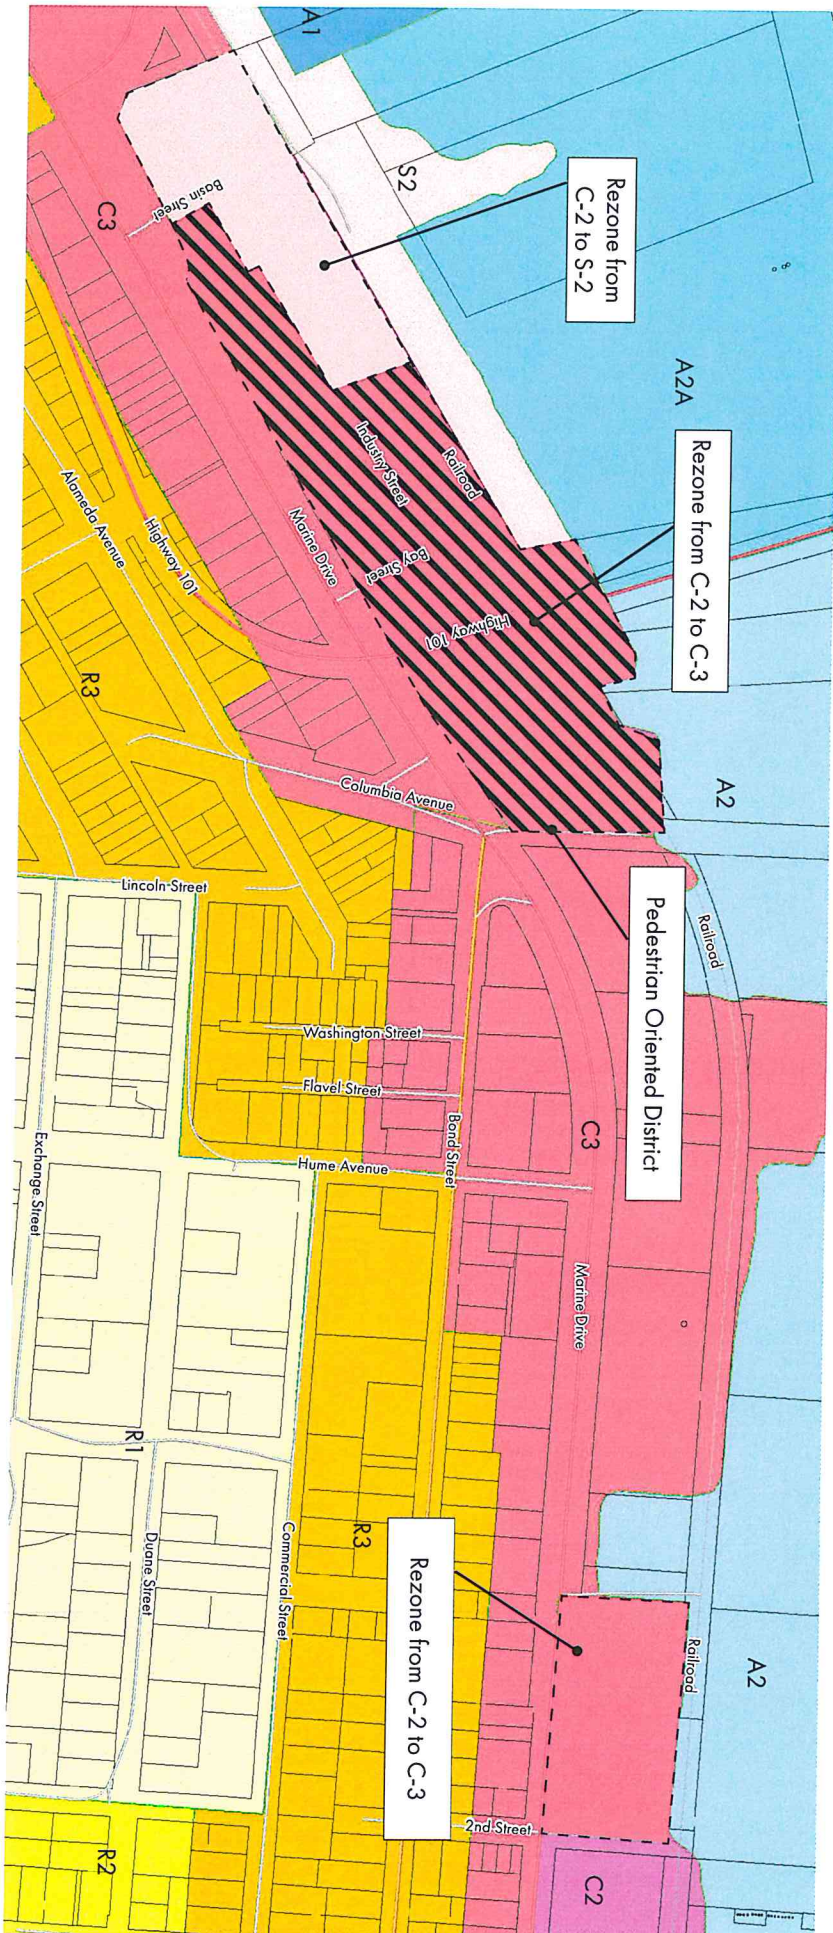 A1
S2
Rezone from
C-2 to S-2
A2A
Rezone from C-2 to C-3
A2
Pedestrian Oriented District
C3
Basin Street
Industry Street
Railroad
Marine Drive
Bay Street
Highway 101
Highway 101
Alameda Avenue
R3
Columbia Avenue
Lincoln Street
Railroad
Washington Street
Flavel Street
Bond Street
Hume Avenue
C3
Marine Drive
Exchange Street
R1
Duane Street
Commercial Street
R3
Rezone from C-2 to C-3
Railroad
A2
2nd Street
C2
R2